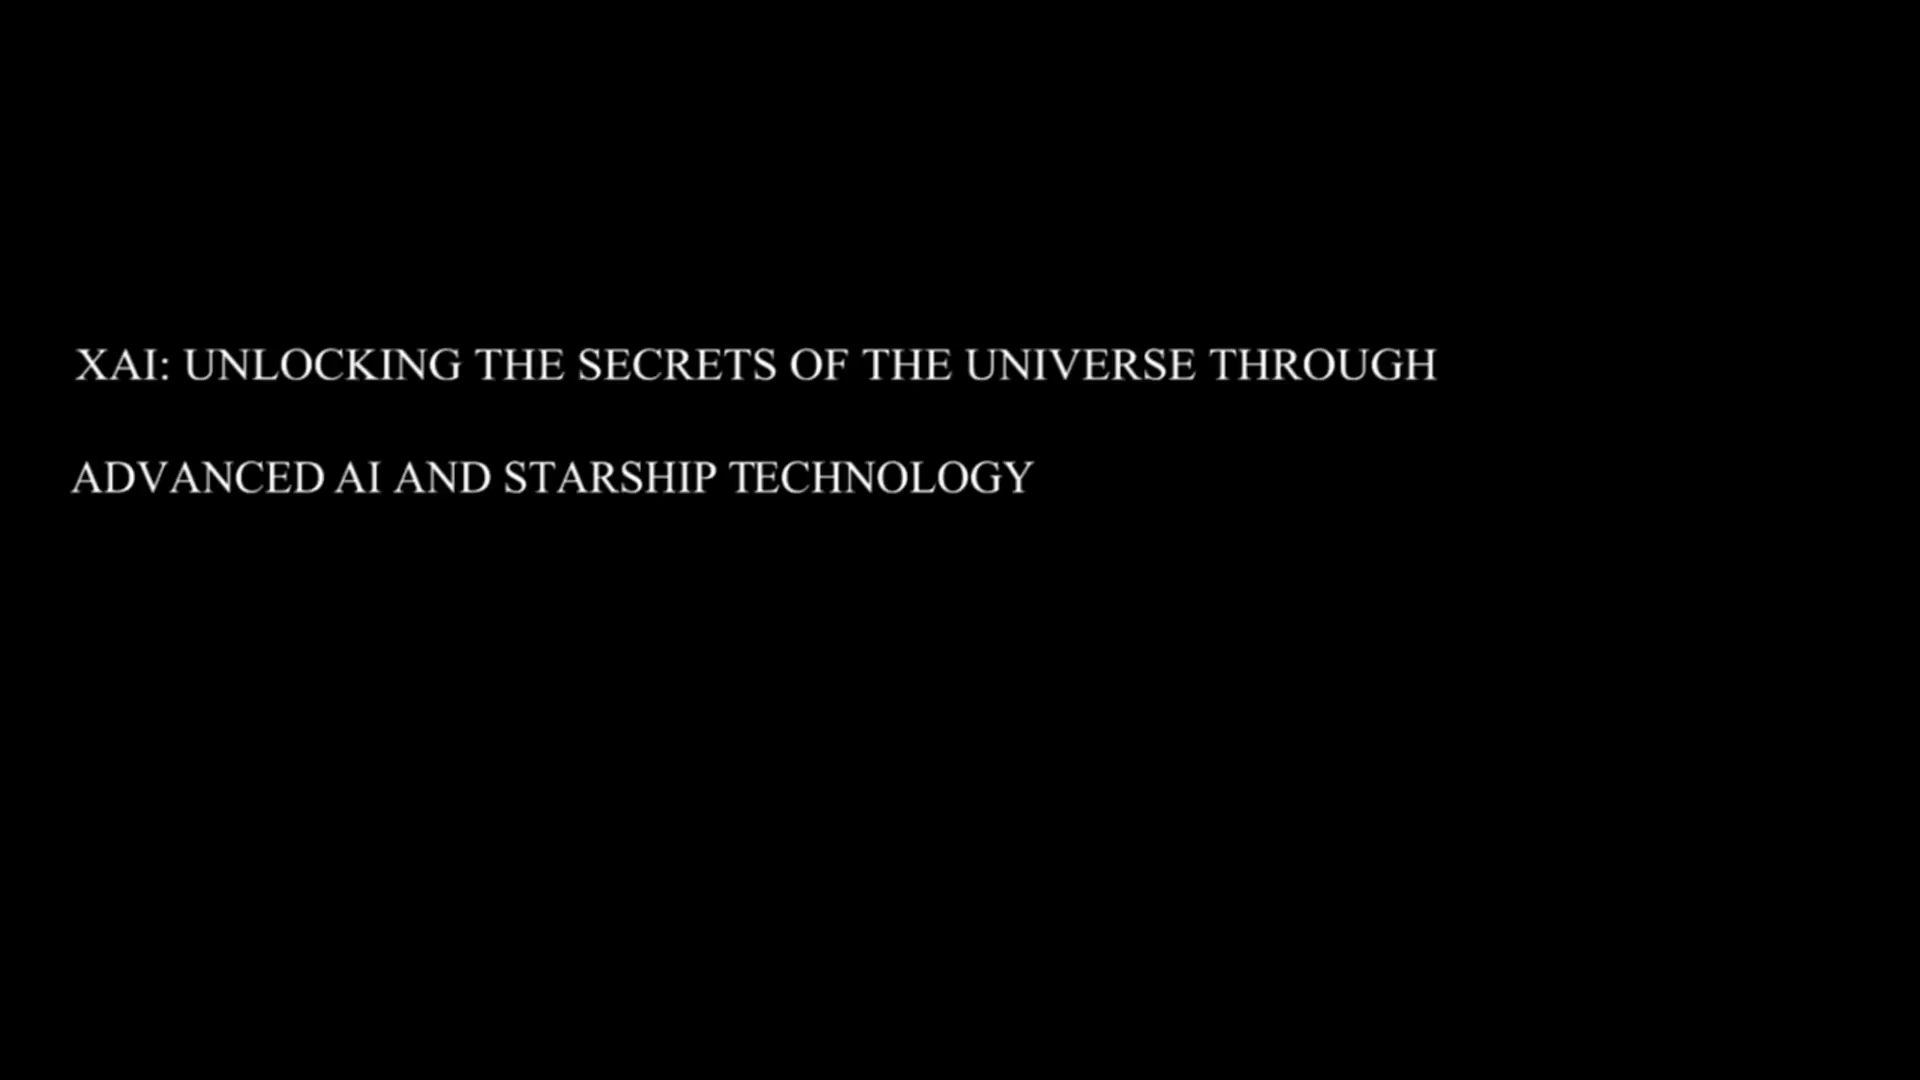 XAI: UNLOCKING THE SECRETS OF THE UNIVERSE THROUGH
ADVANCED AI AND STARSHIP TECHNOLOGY